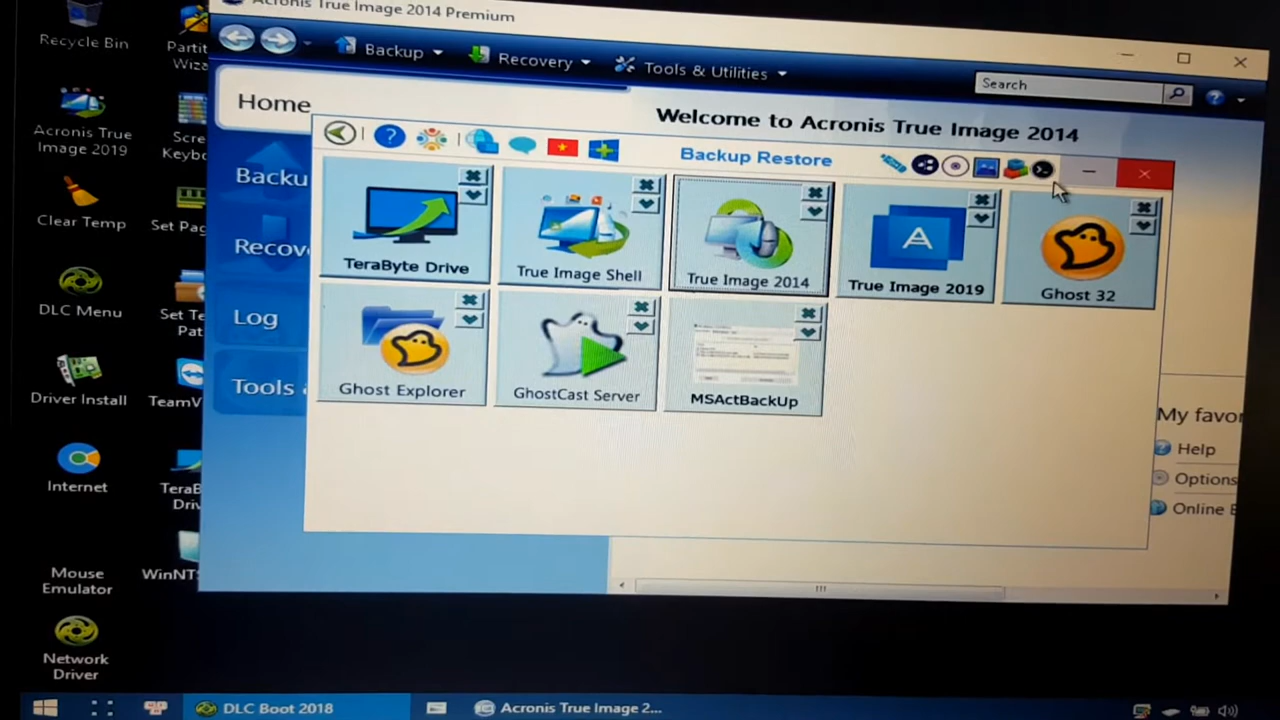 Acronis True Image 2014 Premium
Backup
Recovery
Tools & Utilities
Search
Home
Welcome to Acronis True Image 2014
Backup Restore
Backu
Recov
Log
Tools a
TeraByte Drive
True Image Shell
True Image 2014
True Image 2019
Ghost 32
Ghost Explorer
GhostCast Server
MSActBackUp
My favor
Help
Options
Online B
Recycle Bin
Partit
Wiza
Acronis True
Image 2019
Scre
Keybo
Clear Temp
Set Pag
DLC Menu
Set Te
Pat
Driver Install
TeamV
Internet
TeraB
Driv
Mouse
Emulator
WinNTS
Network
Driver
DLC Boot 2018
Acronis True Image 2...